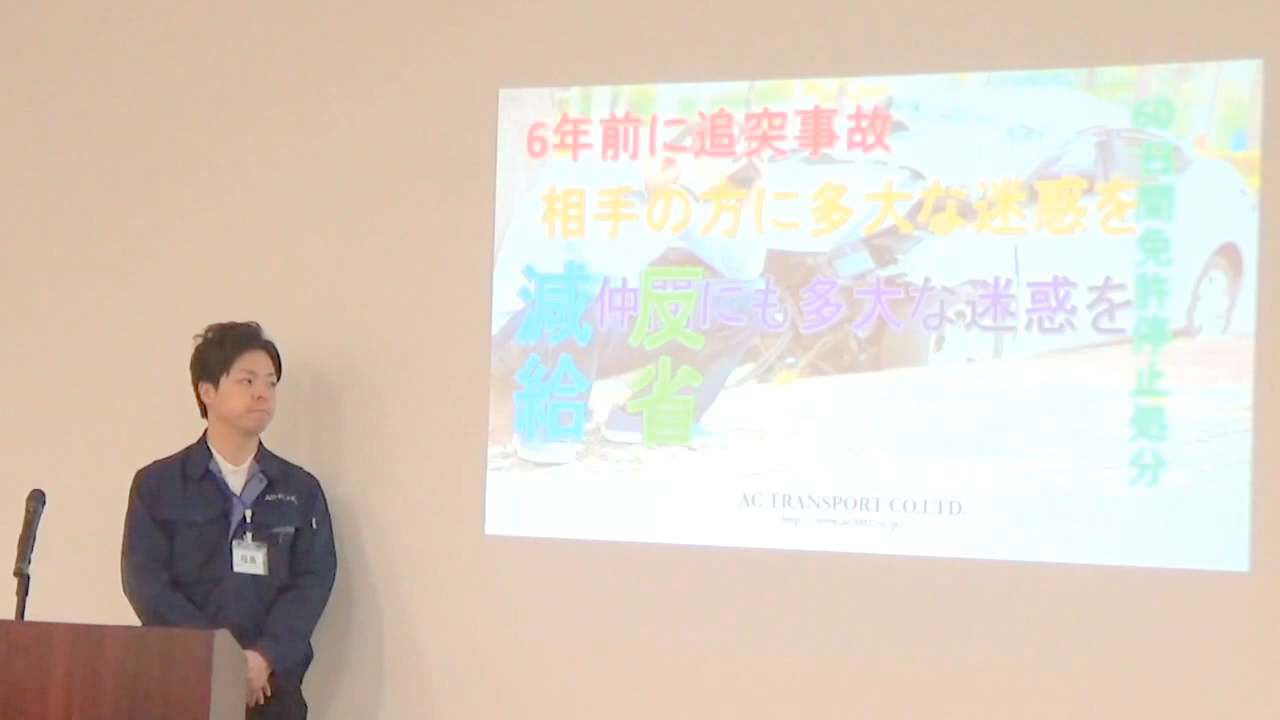 6年前に追突事故
相手の方に多大な迷惑を
仲間にも多大な迷惑を
減給
反省
60日間免許停止処分
AC TRANSPORT CO.LTD.